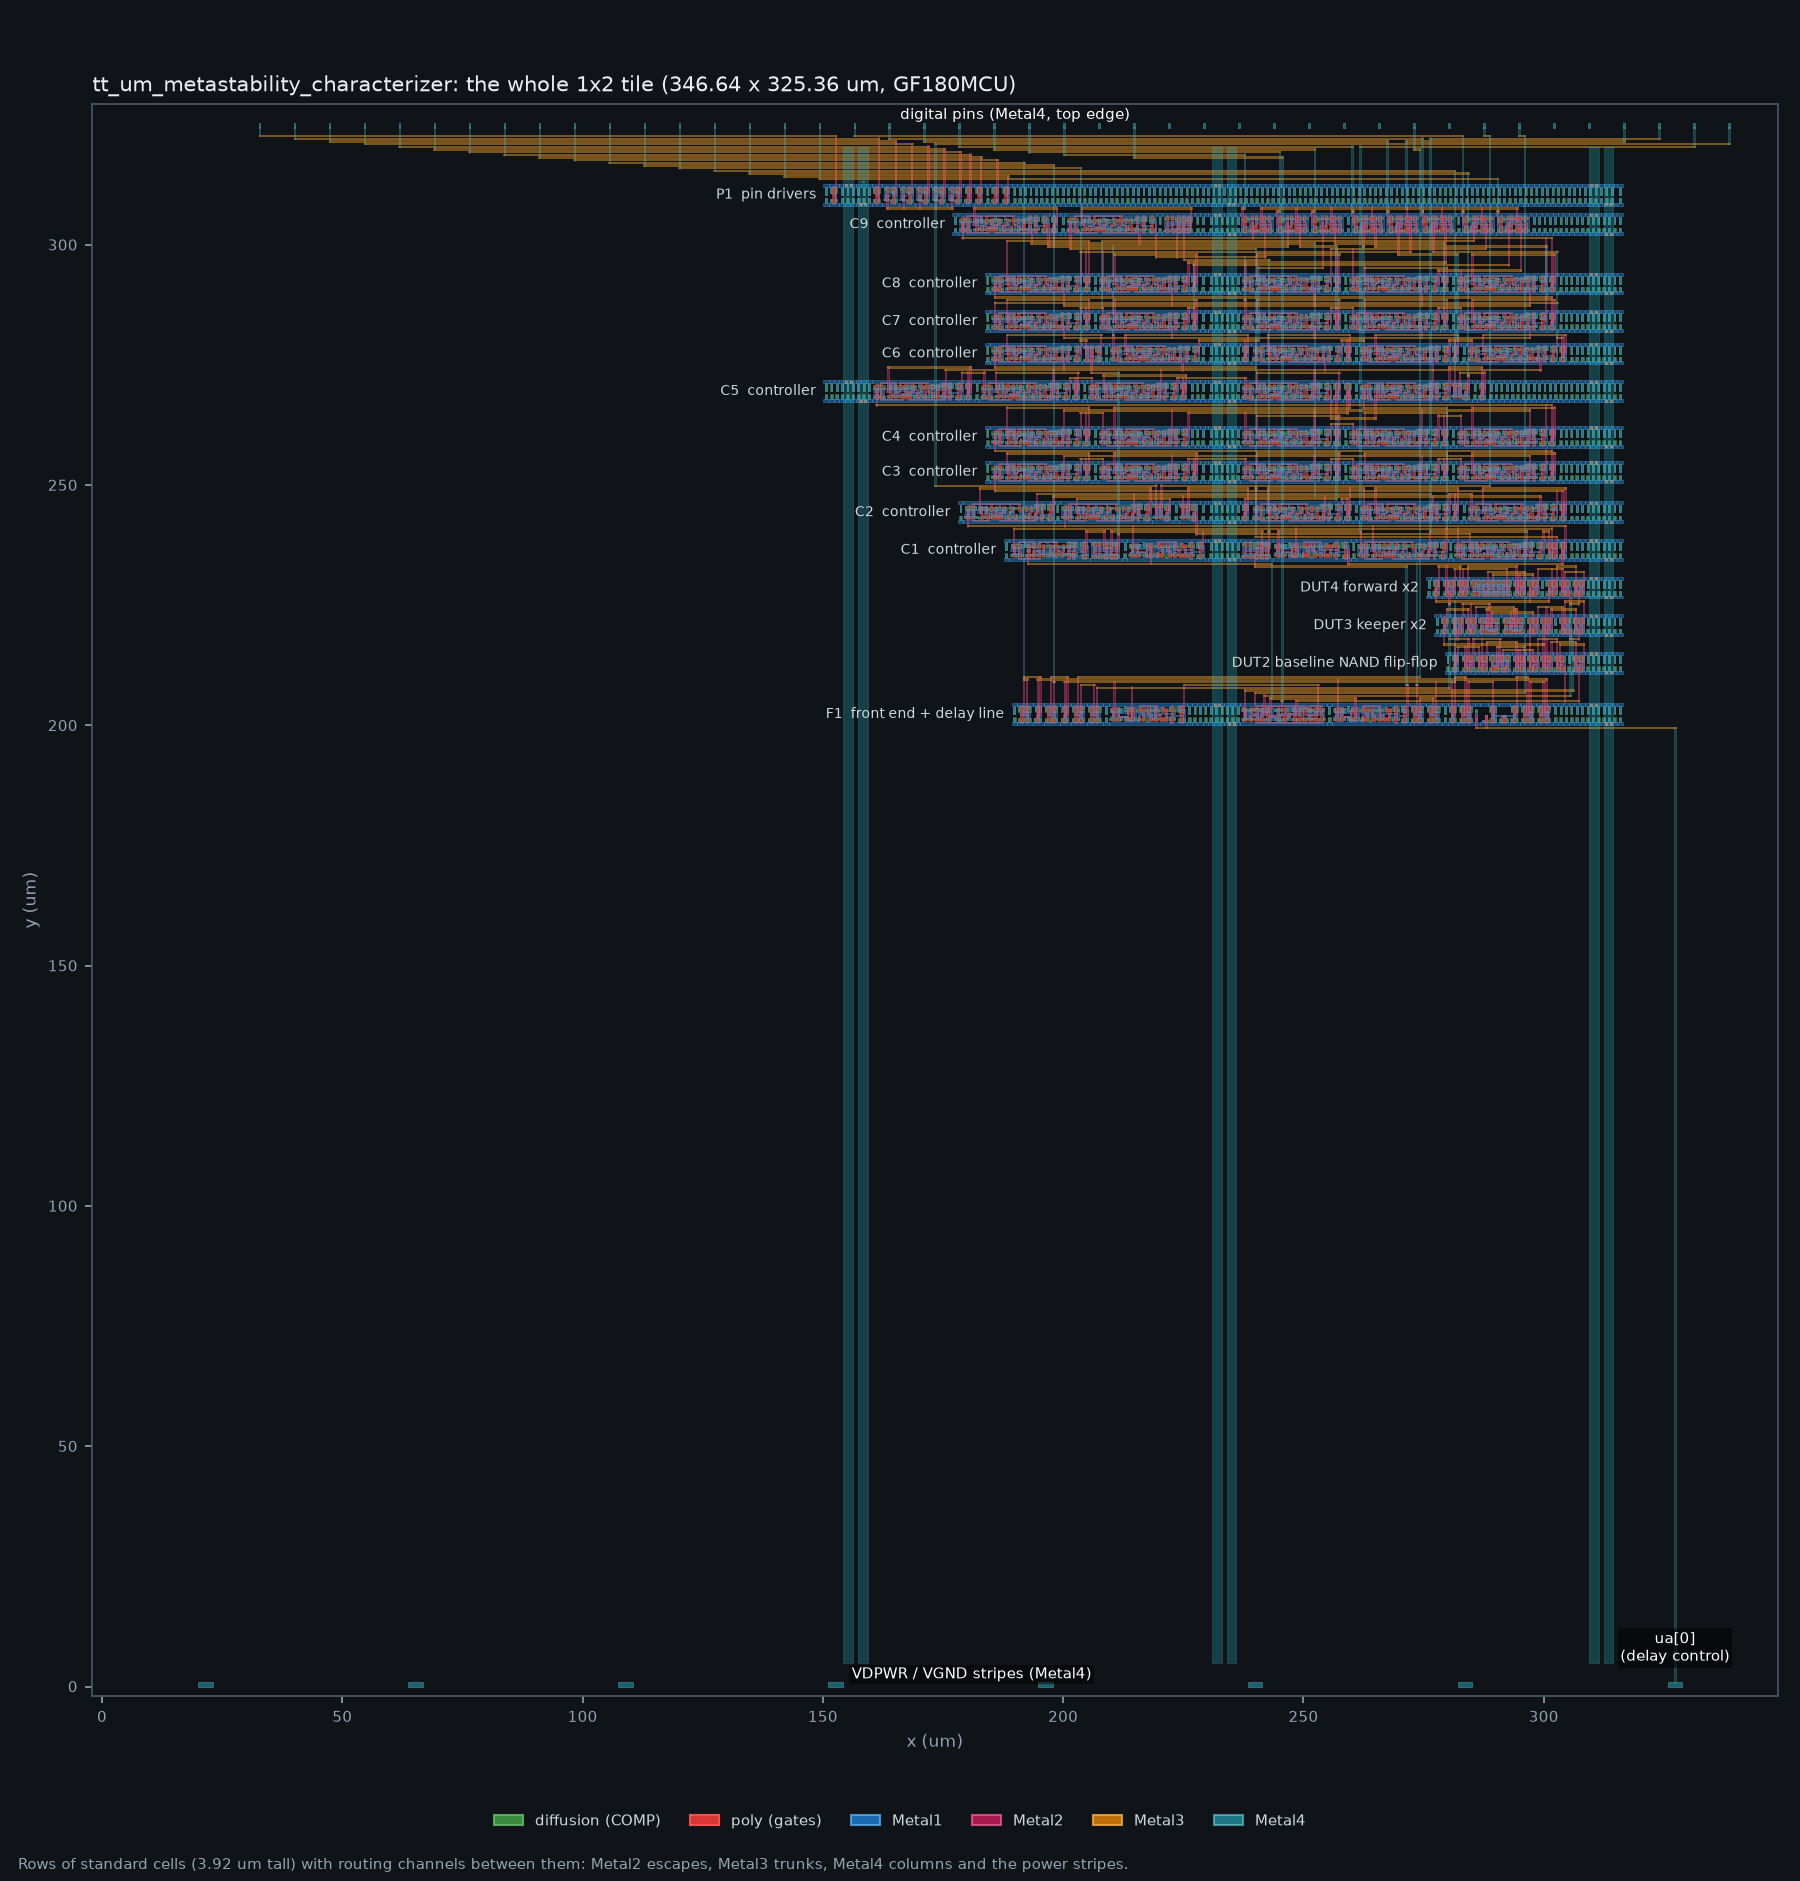 tt_um_metastability_characterizer: the whole 1x2 tile (346.64 x 325.36 um, GF180MCU)
digital pins (Metal4, top edge)
P1  pin drivers
C9  controller
300
C8  controller
C7  controller
C6  controller
C5  controller
C4  controller
C3  controller
250
C2  controller
C1  controller
DUT4 forward x2
DUT3 keeper x2
DUT2 baseline NAND flip-flop
F1  front end + delay line
200
y (um)
150
100
50
ua[0]
(delay control)
VDPWR / VGND stripes (Metal4)
0
0 50 100 150 200 250 300
x (um)
diffusion (COMP) poly (gates) Metal1 Metal2 Metal3 Metal4
Rows of standard cells (3.92 um tall) with routing channels between them: Metal2 escapes, Metal3 trunks, Metal4 columns and the power stripes.